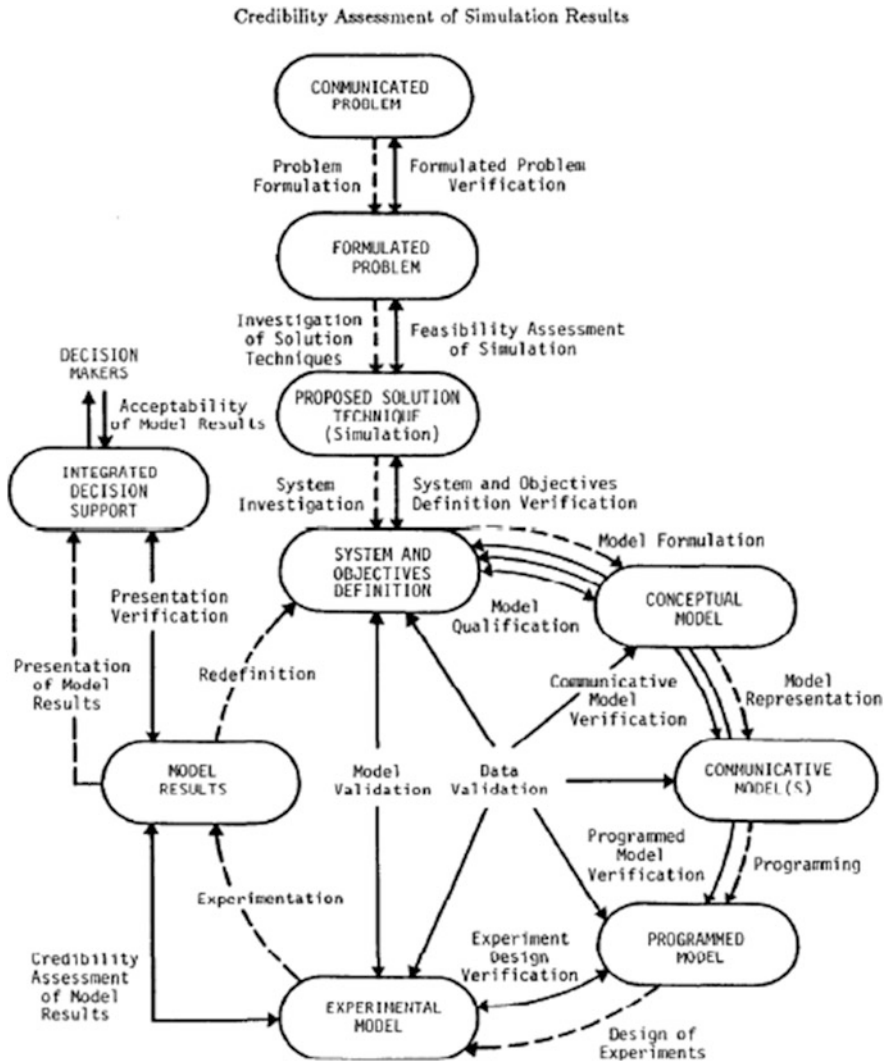 Credibility Assessment of Simulation Results
COMMUNICATED
PROBLEM
Problem
Formulation
Formulated Problem
Verification
FORMULATED
PROBLEM
Investigation
of Solution
Techniques
Feasibility Assessment
of Simulation
DECISION
MAKERS
Acceptability
of Model Results
PROPOSED SOLUTION
TECHNIQUE
(Simulation)
INTEGRATED
DECISION
SUPPORT
System
Investigation
System and Objectives
Definition Verification
SYSTEM AND
OBJECTIVES
DEFINITION
Model Formulation
Model
Qualification
CONCEPTUAL
MODEL
Presentation
Verification
Presentation
of Model
Results
Redefinition
Communicative
Model
Verification
Model
Representation
MODEL
RESULTS
Model
Validation
Data
Validation
COMMUNICATIVE
MODEL(S)
Programmed
Model
Verification
Programming
Experimentation
Credibility
Assessment
of Model
Results
Experiment
Design
Verification
PROGRAMMED
MODEL
EXPERIMENTAL
MODEL
Design of
Experiments